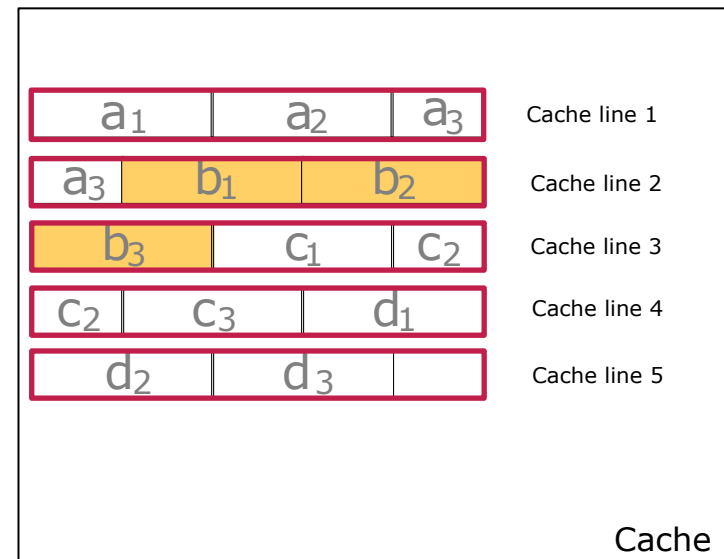 a₁ a₂ a₃ Cache line 1
a₃ b₁ b₂ Cache line 2
b₃ c₁ c₂ Cache line 3
c₂ c₃ d₁ Cache line 4
d₂ d₃ Cache line 5
Cache